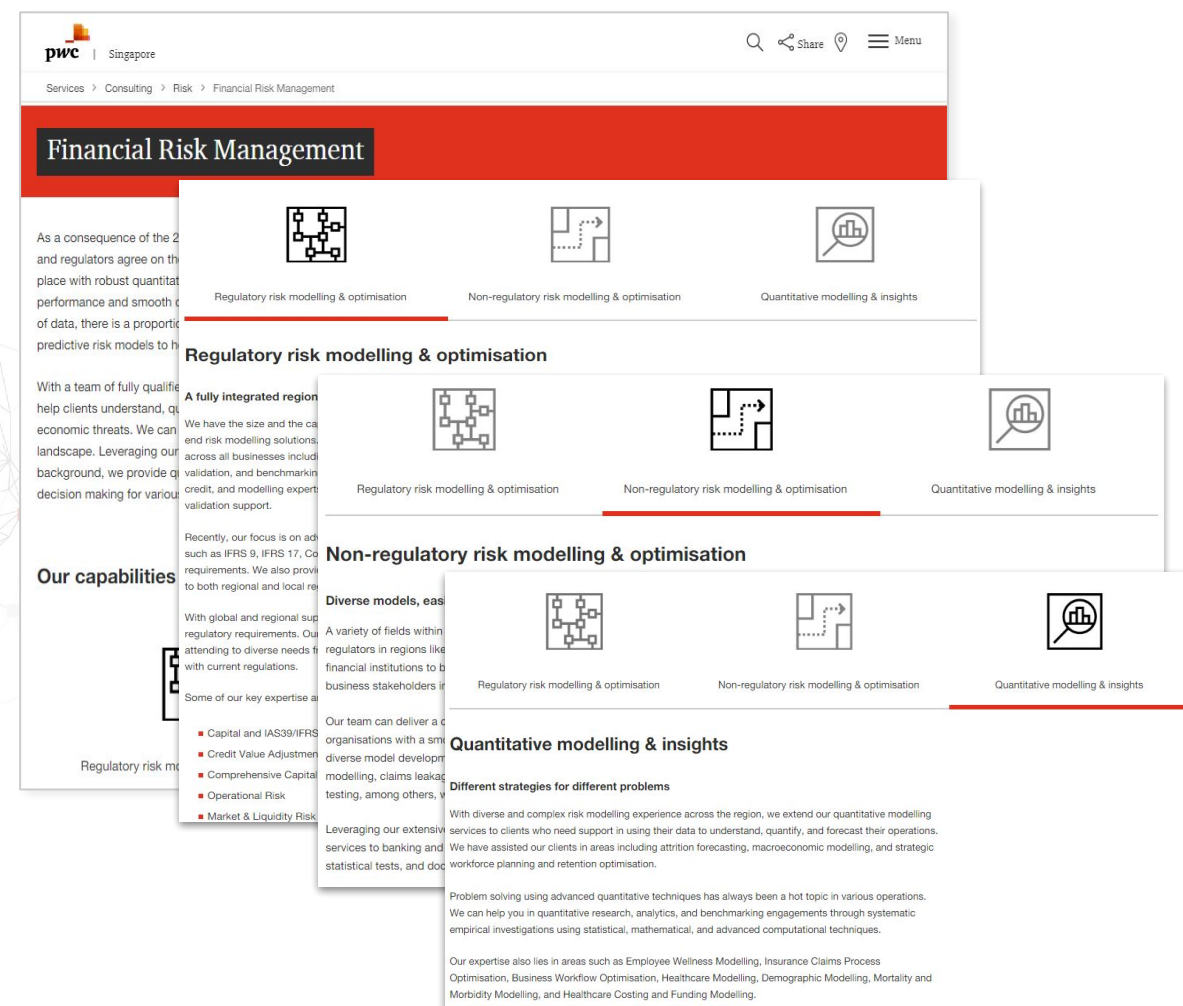 pwc | Singapore
Share
Menu
Services > Consulting > Risk > Financial Risk Management
Financial Risk Management
As a consequence of the 2
and regulators agree on th
place with robust quantitat
performance and smooth
of data, there is a proportio
predictive risk models to h
With a team of fully qualifie
help clients understand, qu
economic threats. We can
landscape. Leveraging our
background, we provide qu
decision making for variou
Our capabilities
Regulatory risk mo
Regulatory risk modelling & optimisation
Non-regulatory risk modelling & optimisation
Quantitative modelling & insights
Regulatory risk modelling & optimisation
A fully integrated region
We have the size and the ca
end risk modelling solutions.
across all businesses includi
validation, and benchmarkin
credit, and modelling expert
validation support.
Recently, our focus is on adv
such as IFRS 9, IFRS 17, Co
requirements. We also provi
to both regional and local re
With global and regional sup
regulatory requirements. Our
attending to diverse needs f
with current regulations.
Some of our key expertise a
Capital and IAS39/IFRS
Credit Value Adjustmen
Comprehensive Capital
Operational Risk
Market & Liquidity Risk
Regulatory risk modelling & optimisation
Non-regulatory risk modelling & optimisation
Quantitative modelling & insights
Non-regulatory risk modelling & optimisation
Diverse models, easi
A variety of fields within
regulators in regions like
financial institutions to b
business stakeholders in
Our team can deliver a c
organisations with a smo
diverse model developm
modelling, claims leakag
testing, among others, w
Leveraging our extensiv
services to banking and
statistical tests, and doc
Regulatory risk modelling & optimisation
Non-regulatory risk modelling & optimisation
Quantitative modelling & insights
Quantitative modelling & insights
Different strategies for different problems
With diverse and complex risk modelling experience across the region, we extend our quantitative modelling
services to clients who need support in using their data to understand, quantify, and forecast their operations.
We have assisted our clients in areas including attrition forecasting, macroeconomic modelling, and strategic
workforce planning and retention optimisation.
Problem solving using advanced quantitative techniques has always been a hot topic in various operations.
We can help you in quantitative research, analytics, and benchmarking engagements through systematic
empirical investigations using statistical, mathematical, and advanced computational techniques.
Our expertise also lies in areas such as Employee Wellness Modelling, Insurance Claims Process
Optimisation, Business Workflow Optimisation, Healthcare Modelling, Demographic Modelling, Mortality and
Morbidity Modelling, and Healthcare Costing and Funding Modelling.